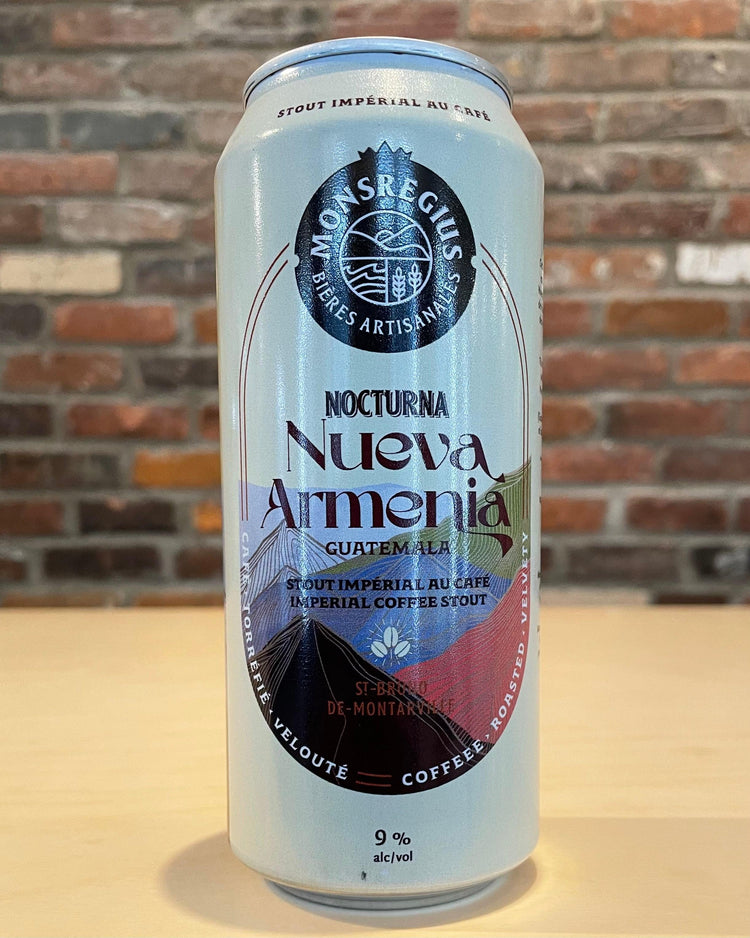 STOUT IMPÉRIAL AU CAFÉ
MONSREGIUS
BIÈRES ARTISANALES
NOCTURNA
Nueva
Armenia
GUATEMALA
STOUT IMPÉRIAL AU CAFÉ
IMPERIAL COFFEE STOUT
ST-BRUNO
DE-MONTARVILLE
CAFÉ · TORRÉFIÉ · VELOUTÉ
COFFEEE · ROASTED · VELVETY
9 %
alc/vol